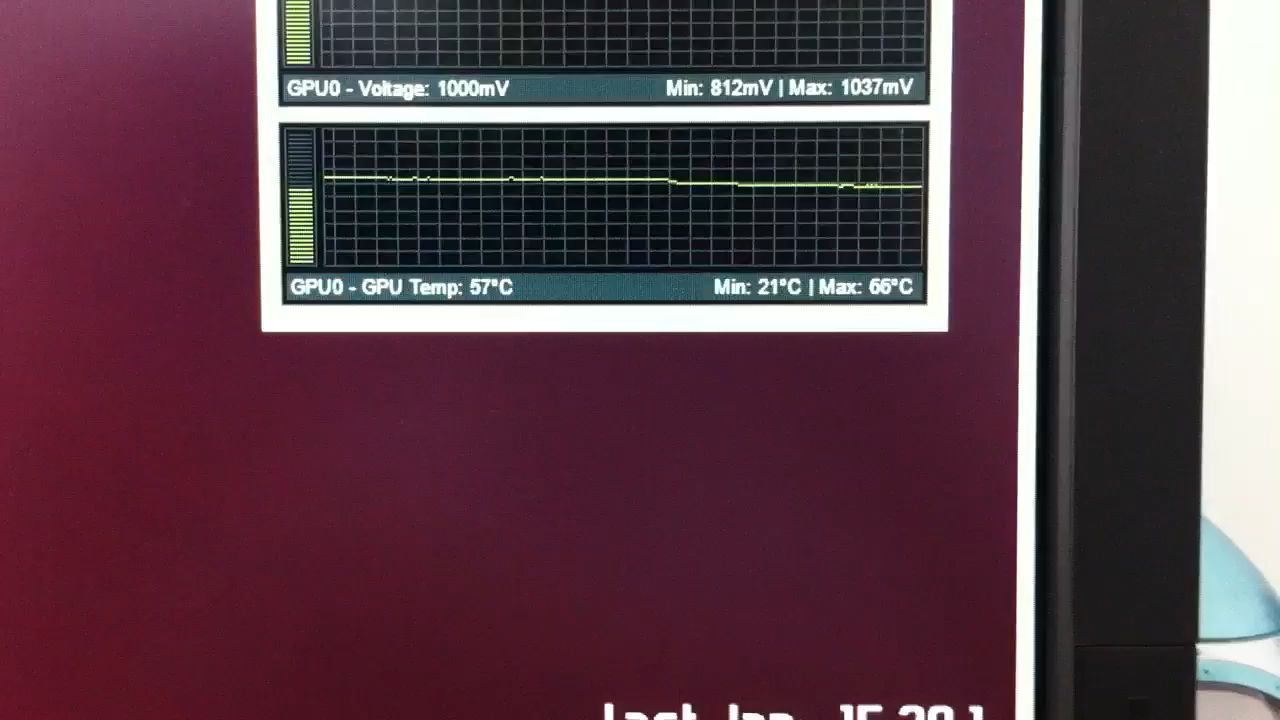 GPU0 - Voltage: 1000mV Min: 812mV | Max: 1037mV
GPU0 - GPU Temp: 57°C Min: 21°C | Max: 66°C